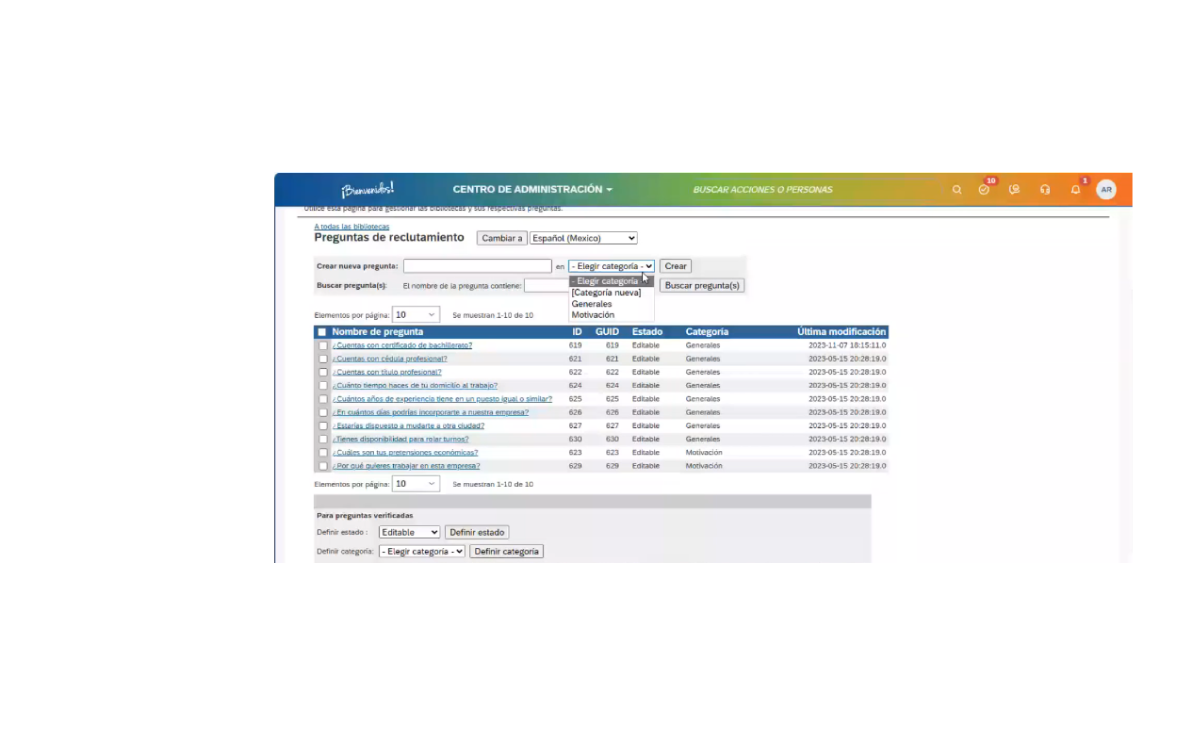 ¡Bienvenidos!
CENTRO DE ADMINISTRACIÓN
BUSCAR ACCIONES O PERSONAS
10
1
AR
Utilice esta página para gestionar las bibliotecas y sus respectivas preguntas.
A todas las bibliotecas
Preguntas de reclutamiento Cambiar a Español (Mexico)
Crear nueva pregunta: en - Elegir categoría - Crear
Buscar pregunta(s): El nombre de la pregunta contiene: Buscar pregunta(s)
- Elegir categoría
[Categoría nueva]
Generales
Motivación
Elementos por página: 10 Se muestran 1-10 de 10
Nombre de pregunta ID GUID Estado Categoría Última modificación
¿Cuentas con certificado de bachillerato? 619 619 Editable Generales 2023-11-07 18:15:11.0
¿Cuentas con cédula profesional? 621 621 Editable Generales 2023-05-15 20:28:19.0
¿Cuentas con título profesional? 622 622 Editable Generales 2023-05-15 20:28:19.0
¿Cuánto tiempo haces de tu domicilio al trabajo? 624 624 Editable Generales 2023-05-15 20:28:19.0
¿Cuántos años de experiencia tiene en un puesto igual o similar? 625 625 Editable Generales 2023-05-15 20:28:19.0
¿En cuántos días podrías incorporarte a nuestra empresa? 626 626 Editable Generales 2023-05-15 20:28:19.0
¿Estarías dispuesto a mudarte a otra ciudad? 627 627 Editable Generales 2023-05-15 20:28:19.0
¿Tienes disponibilidad para rolar turnos? 630 630 Editable Generales 2023-05-15 20:28:19.0
¿Cuáles son tus pretensiones económicas? 623 623 Editable Motivación 2023-05-15 20:28:19.0
¿Por qué quieres trabajar en esta empresa? 629 629 Editable Motivación 2023-05-15 20:28:19.0
Elementos por página: 10 Se muestran 1-10 de 10
Para preguntas verificadas
Definir estado : Editable Definir estado
Definir categoría: - Elegir categoría - Definir categoría